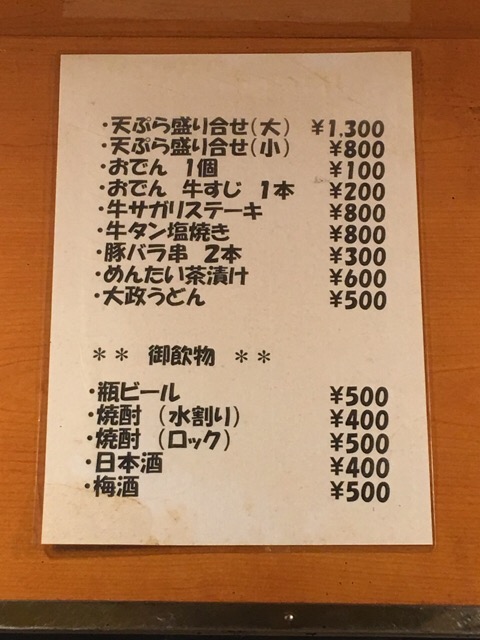 ・天ぷら盛り合せ(大) ¥1,300
・天ぷら盛り合せ(小) ¥800
・おでん 1個 ¥100
・おでん 牛すじ 1本 ¥200
・牛サガリステーキ ¥800
・牛タン塩焼き ¥800
・豚バラ串 2本 ¥300
・めんたい茶漬け ¥600
・大政うどん ¥500
＊＊ 御飲物 ＊＊
・瓶ビール ¥500
・焼酎 (水割り) ¥400
・焼酎 (ロック) ¥500
・日本酒 ¥400
・梅酒 ¥500